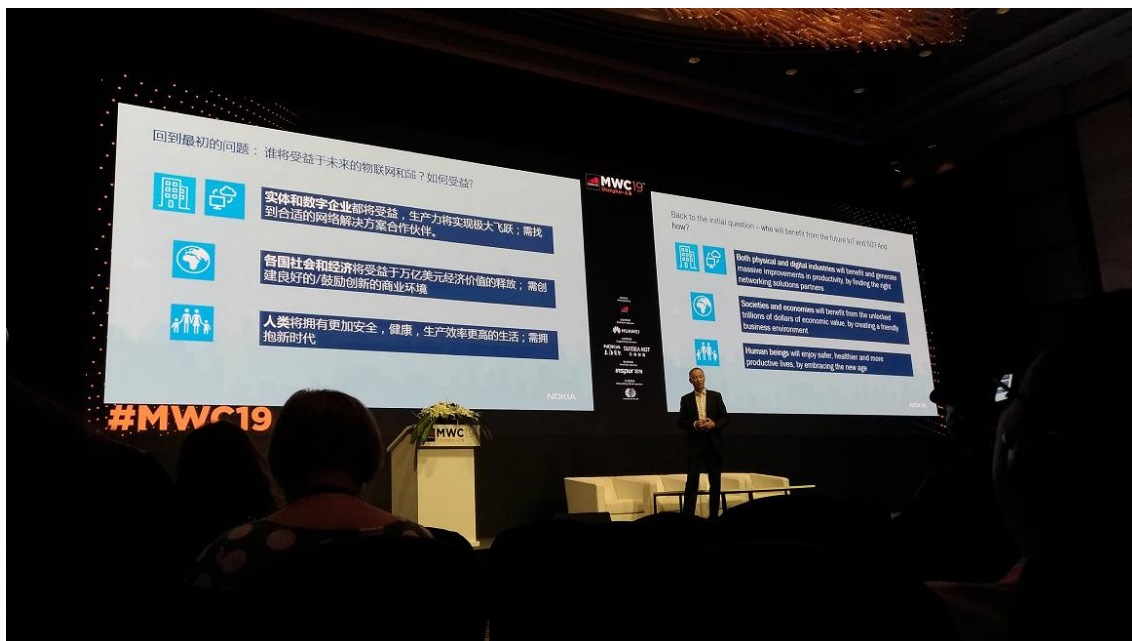 回到最初的问题：谁将受益于未来的物联网和5G？如何受益?
实体和数字企业都将受益，生产力将实现极大飞跃；需找
到合适的网络解决方案合作伙伴。
各国社会和经济将受益于万亿美元经济价值的释放；需创
建良好的/鼓励创新的商业环境
人类将拥有更加安全，健康，生产效率更高的生活；需拥
抱新时代
NOKIA
#MWC19
MWC
MWC19
HUAWEI
NOKIA
inspur
Back to the initial question – who will benefit from the future IoT and 5G? And
how?
Both physical and digital industries will benefit and generate
massive improvements in productivity, by finding the right
networking solutions partners
Societies and economies will benefit from the unlocked
trillions of dollars of economic value, by creating a friendly
business environment
Human beings will enjoy safer, healthier and more
productive lives, by embracing the new age
NOKIA